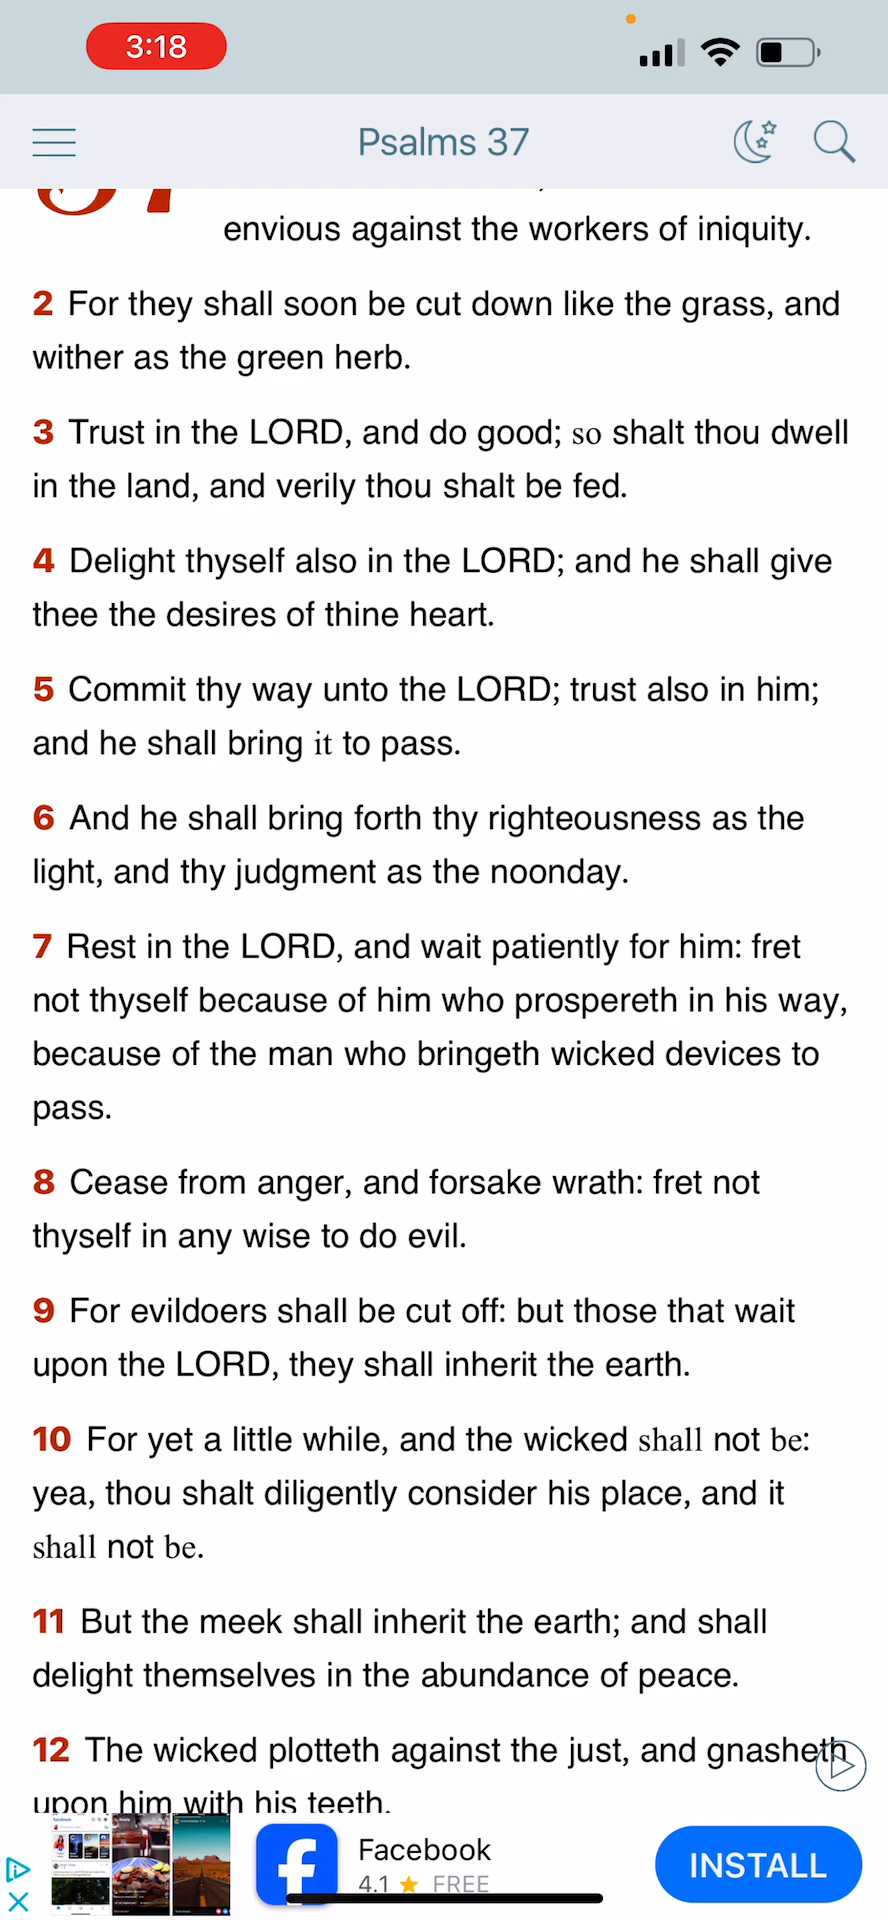 3:18
Psalms 37
37
envious against the workers of iniquity.
2 For they shall soon be cut down like the grass, and
wither as the green herb.
3 Trust in the LORD, and do good; so shalt thou dwell
in the land, and verily thou shalt be fed.
4 Delight thyself also in the LORD; and he shall give
thee the desires of thine heart.
5 Commit thy way unto the LORD; trust also in him;
and he shall bring it to pass.
6 And he shall bring forth thy righteousness as the
light, and thy judgment as the noonday.
7 Rest in the LORD, and wait patiently for him: fret
not thyself because of him who prospereth in his way,
because of the man who bringeth wicked devices to
pass.
8 Cease from anger, and forsake wrath: fret not
thyself in any wise to do evil.
9 For evildoers shall be cut off: but those that wait
upon the LORD, they shall inherit the earth.
10 For yet a little while, and the wicked shall not be:
yea, thou shalt diligently consider his place, and it
shall not be.
11 But the meek shall inherit the earth; and shall
delight themselves in the abundance of peace.
12 The wicked plotteth against the just, and gnasheth
upon him with his teeth.
Facebook
4.1 ★ FREE
INSTALL